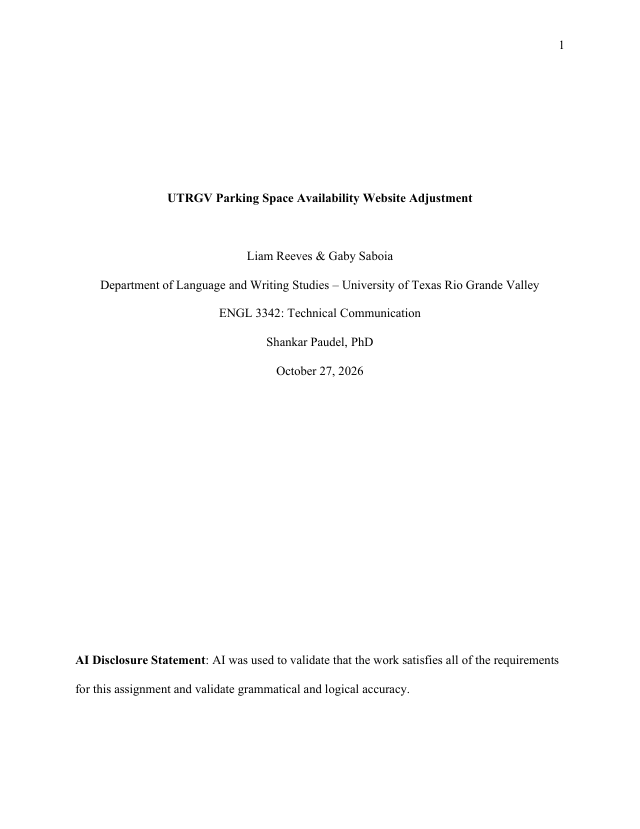 1
UTRGV Parking Space Availability Website Adjustment
Liam Reeves & Gaby Saboia
Department of Language and Writing Studies – University of Texas Rio Grande Valley
ENGL 3342: Technical Communication
Shankar Paudel, PhD
October 27, 2026
AI Disclosure Statement: AI was used to validate that the work satisfies all of the requirements
for this assignment and validate grammatical and logical accuracy.